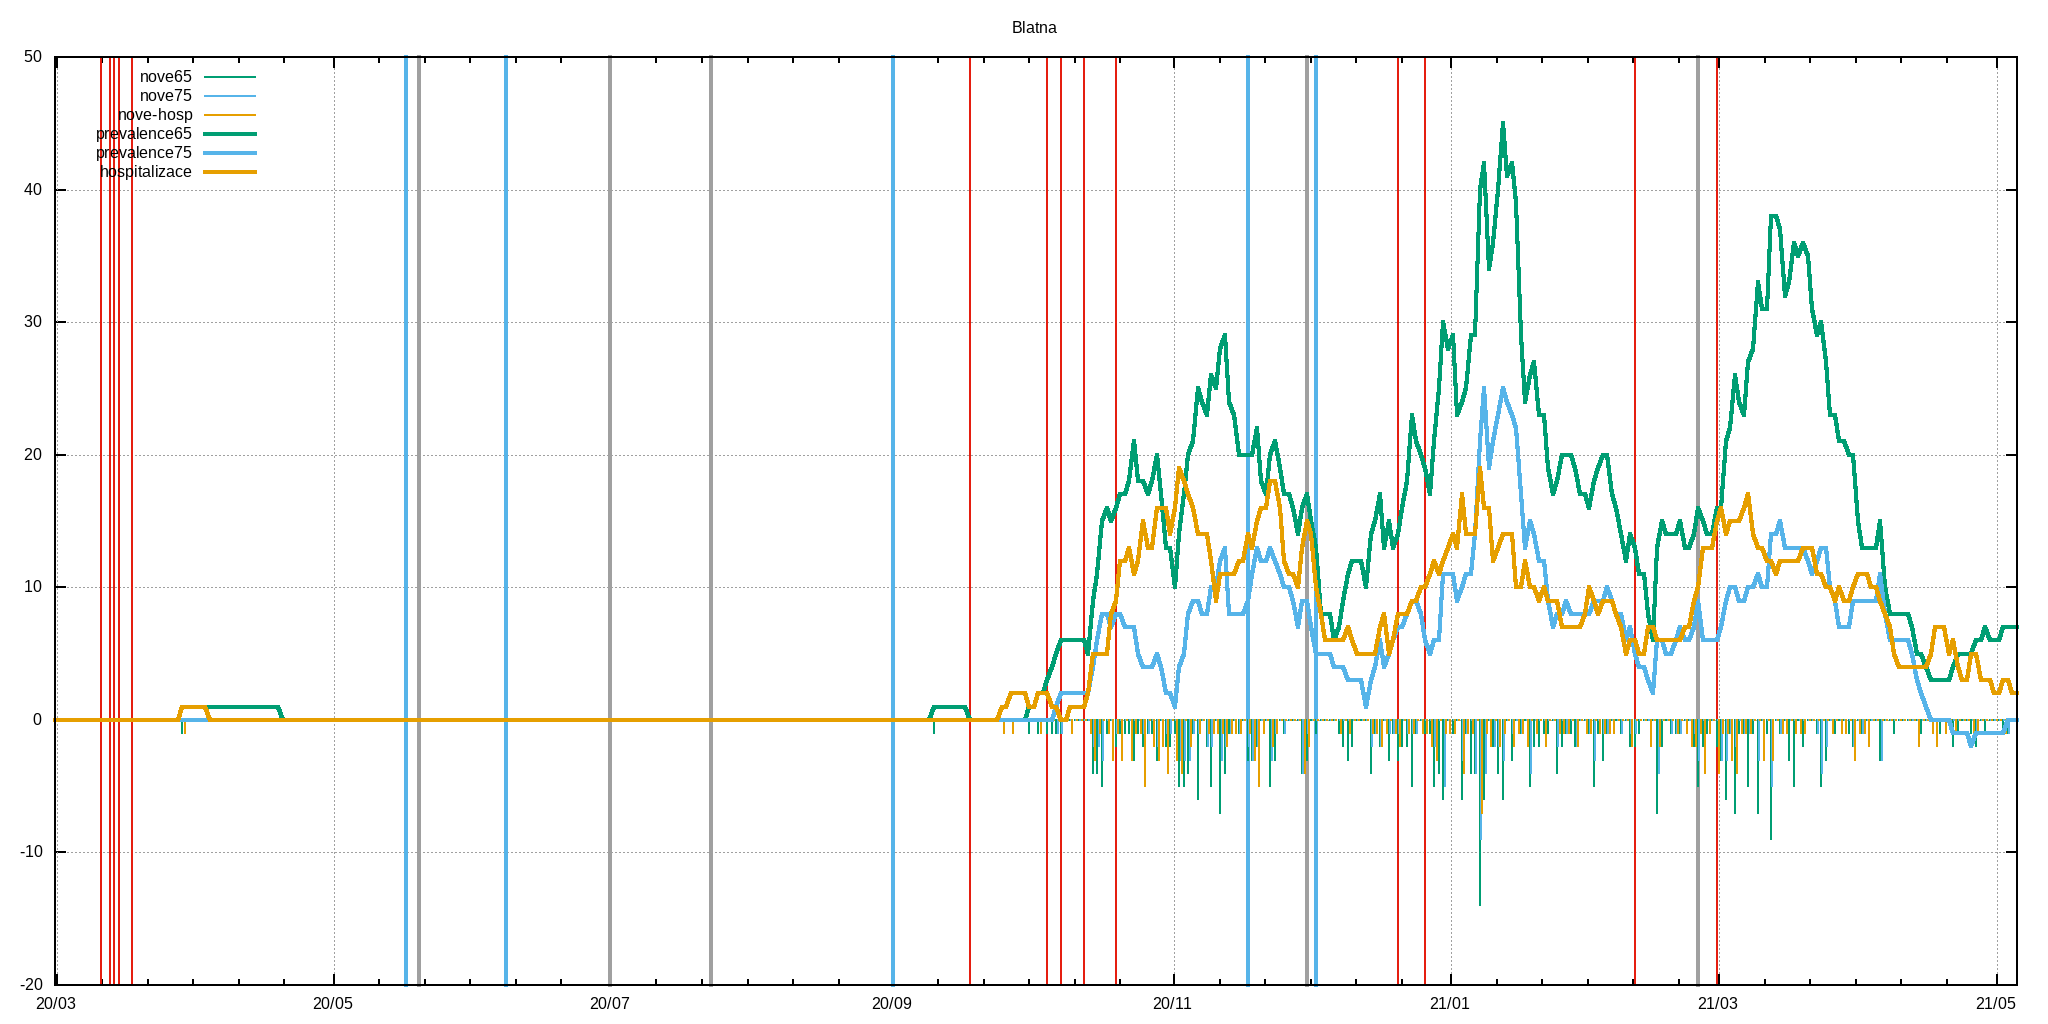 Blatna
50
40
30
20
10
0
-10
-20
nove65
nove75
nove-hosp
prevalence65
prevalence75
hospitalizace
20/03 20/05 20/07 20/09 20/11 21/01 21/03 21/05